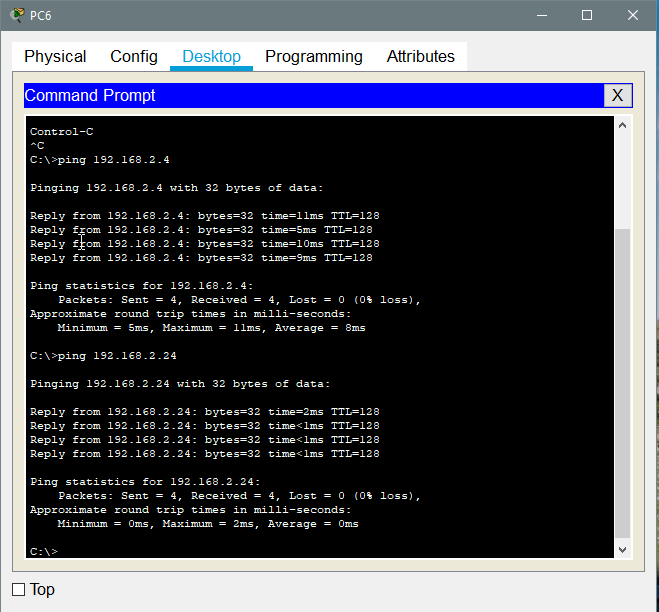 PC6
Physical Config Desktop Programming Attributes
Command Prompt X
Control-C
^C
C:\>ping 192.168.2.4
Pinging 192.168.2.4 with 32 bytes of data:
Reply from 192.168.2.4: bytes=32 time=11ms TTL=128
Reply from 192.168.2.4: bytes=32 time=5ms TTL=128
Reply from 192.168.2.4: bytes=32 time=10ms TTL=128
Reply from 192.168.2.4: bytes=32 time=9ms TTL=128
Ping statistics for 192.168.2.4:
Packets: Sent = 4, Received = 4, Lost = 0 (0% loss),
Approximate round trip times in milli-seconds:
Minimum = 5ms, Maximum = 11ms, Average = 8ms
C:\>ping 192.168.2.24
Pinging 192.168.2.24 with 32 bytes of data:
Reply from 192.168.2.24: bytes=32 time=2ms TTL=128
Reply from 192.168.2.24: bytes=32 time<1ms TTL=128
Reply from 192.168.2.24: bytes=32 time<1ms TTL=128
Reply from 192.168.2.24: bytes=32 time<1ms TTL=128
Ping statistics for 192.168.2.24:
Packets: Sent = 4, Received = 4, Lost = 0 (0% loss),
Approximate round trip times in milli-seconds:
Minimum = 0ms, Maximum = 2ms, Average = 0ms
C:\>
Top